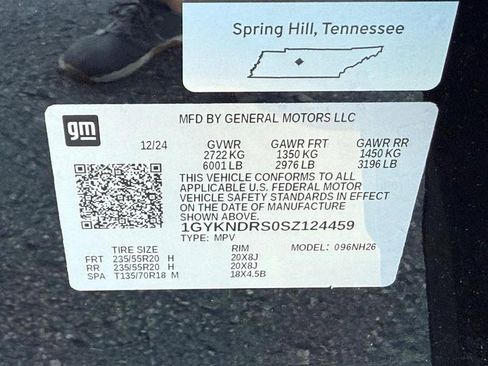 Spring Hill, Tennessee
gm
MFD BY GENERAL MOTORS LLC
12/24 GVWR GAWR FRT GAWR RR
2722 KG 1350 KG 1450 KG
6001 LB 2976 LB 3196 LB
THIS VEHICLE CONFORMS TO ALL
APPLICABLE U.S. FEDERAL MOTOR
VEHICLE SAFETY STANDARDS IN EFFECT
ON THE DATE OF MANUFACTURE
SHOWN ABOVE.
1GYKNDRS0SZ124459
TYPE: MPV MODEL: 096NH26
TIRE SIZE RIM
FRT 235/55R20 H 20X8J
RR 235/55R20 H 20X8J
SPA T135/70R18 M 18X4.5B